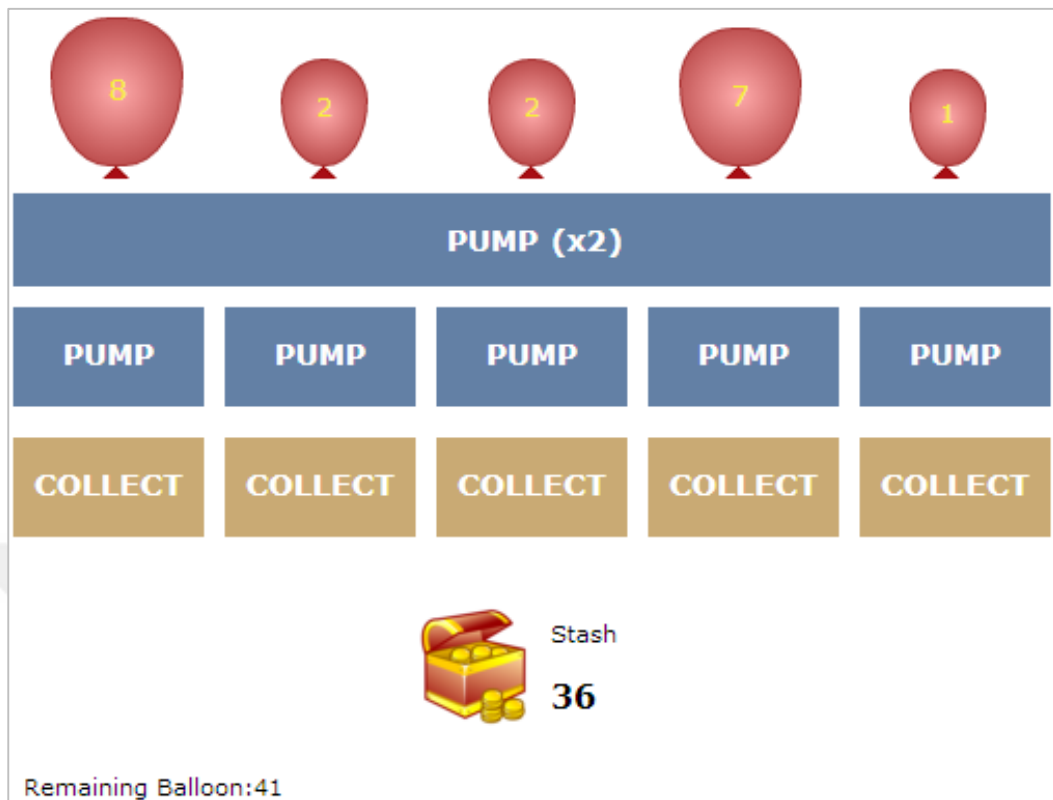 8 2 2 7 1
PUMP (x2)
PUMP PUMP PUMP PUMP PUMP
COLLECT COLLECT COLLECT COLLECT COLLECT
Stash
36
Remaining Balloon:41